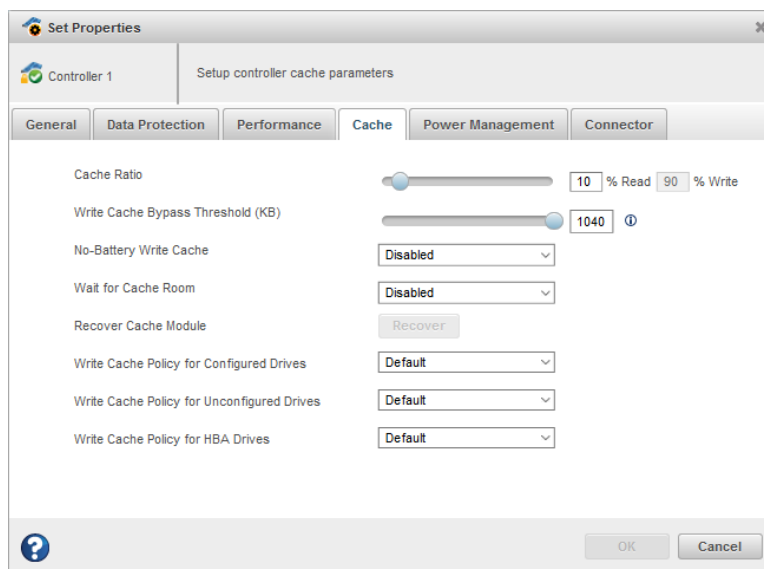 Set Properties
Controller 1
Setup controller cache parameters
General Data Protection Performance Cache Power Management Connector
Cache Ratio 10 % Read 90 % Write
Write Cache Bypass Threshold (KB) 1040
No-Battery Write Cache Disabled
Wait for Cache Room Disabled
Recover Cache Module Recover
Write Cache Policy for Configured Drives Default
Write Cache Policy for Unconfigured Drives Default
Write Cache Policy for HBA Drives Default
? OK Cancel